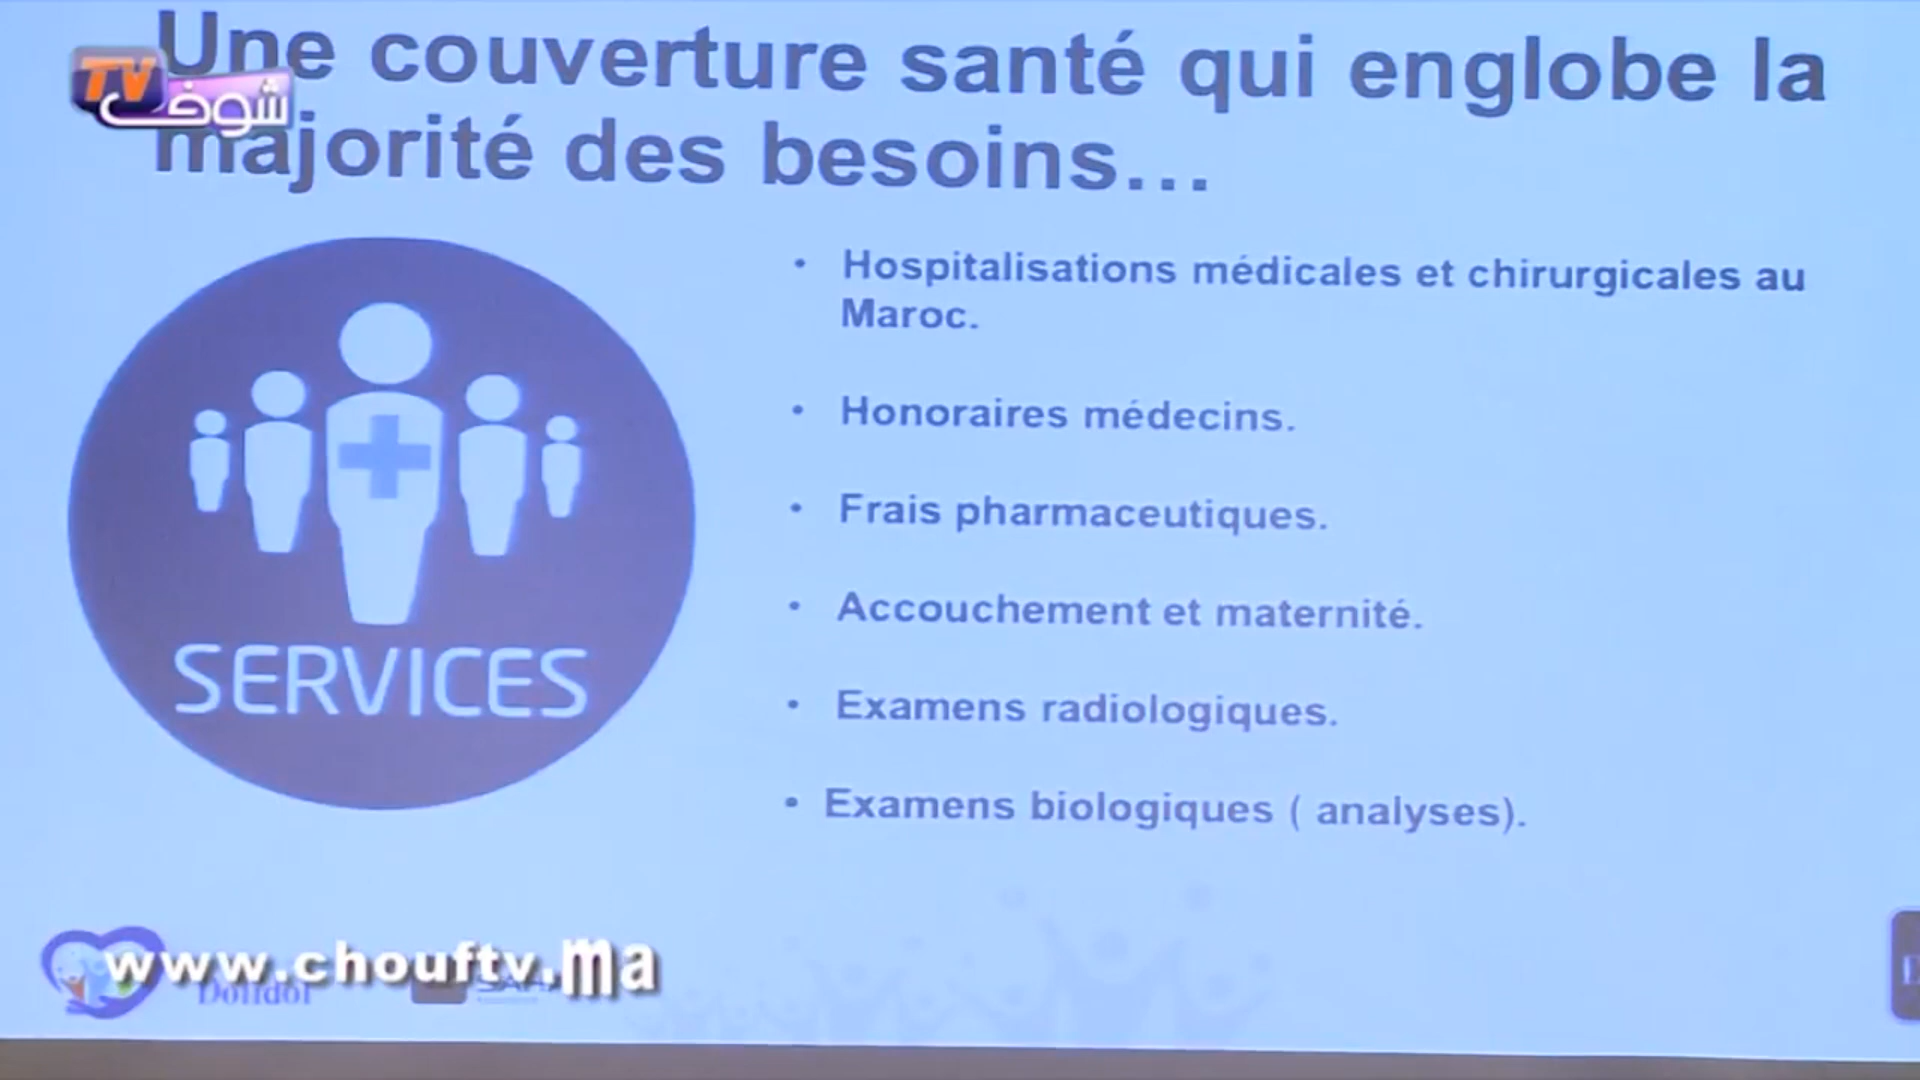 Une couverture santé qui englobe la
majorité des besoins...
TV
شوف
• Hospitalisations médicales et chirurgicales au
Maroc.
• Honoraires médecins.
• Frais pharmaceutiques.
• Accouchement et maternité.
• Examens radiologiques.
• Examens biologiques ( analyses).
SERVICES
www.chouftv.ma
Dolidol